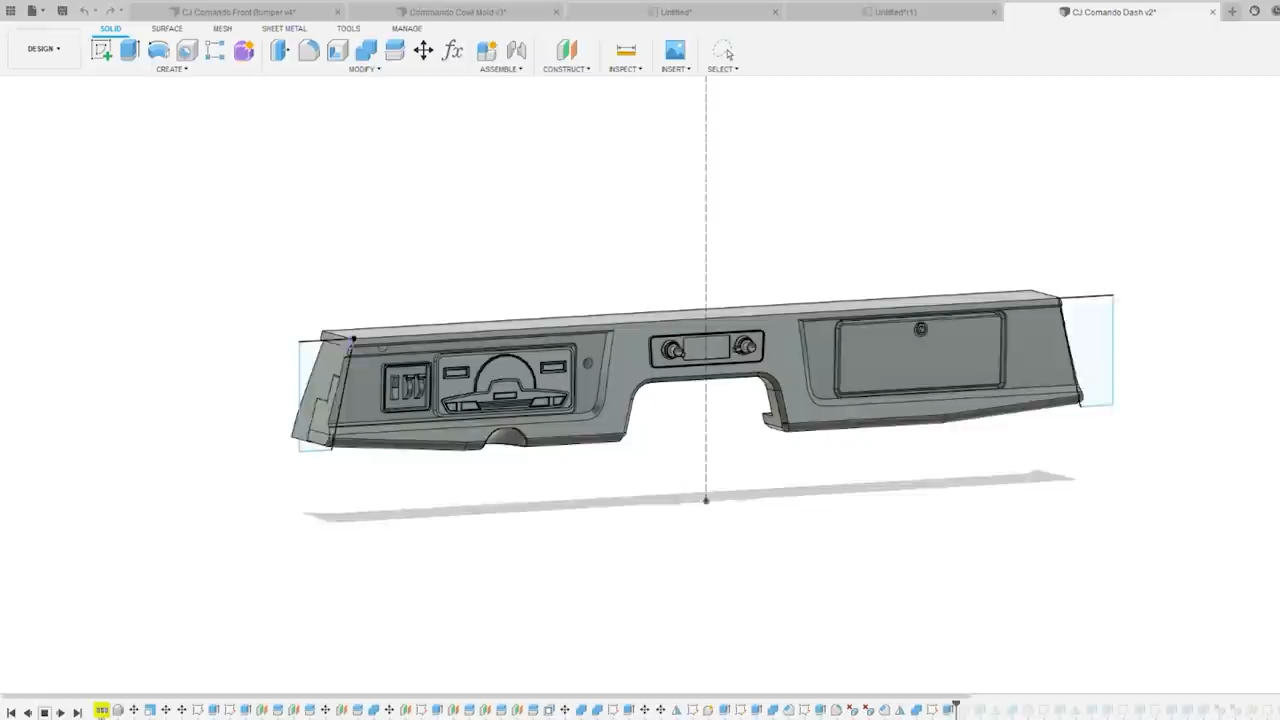 CJ Comando Front Bumper v4*
Commando Cowl Mold v3*
Untitled*
Untitled*(1)
CJ Comando Dash v2*
SOLID SURFACE MESH SHEET METAL TOOLS MANAGE
DESIGN
fx
CREATE MODIFY ASSEMBLE CONSTRUCT INSPECT INSERT SELECT